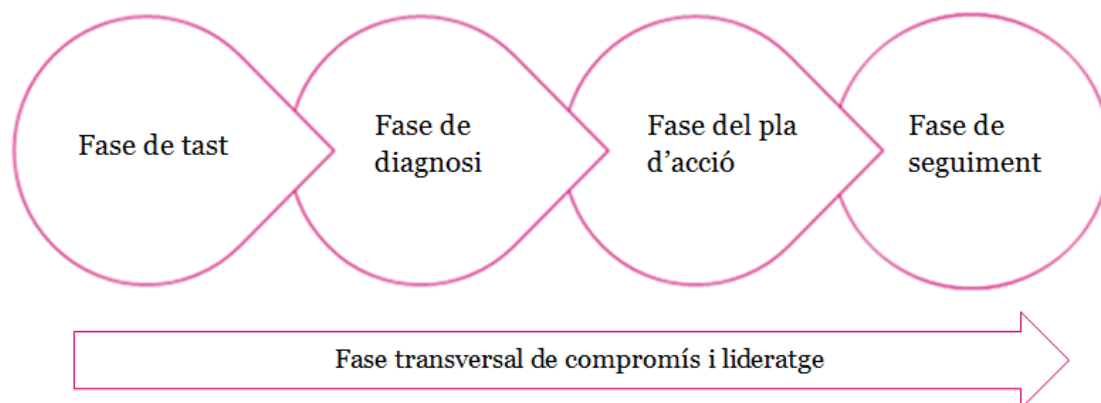 Fase de tast
Fase de
diagnosi
Fase del pla
d’acció
Fase de
seguiment
Fase transversal de compromís i lideratge